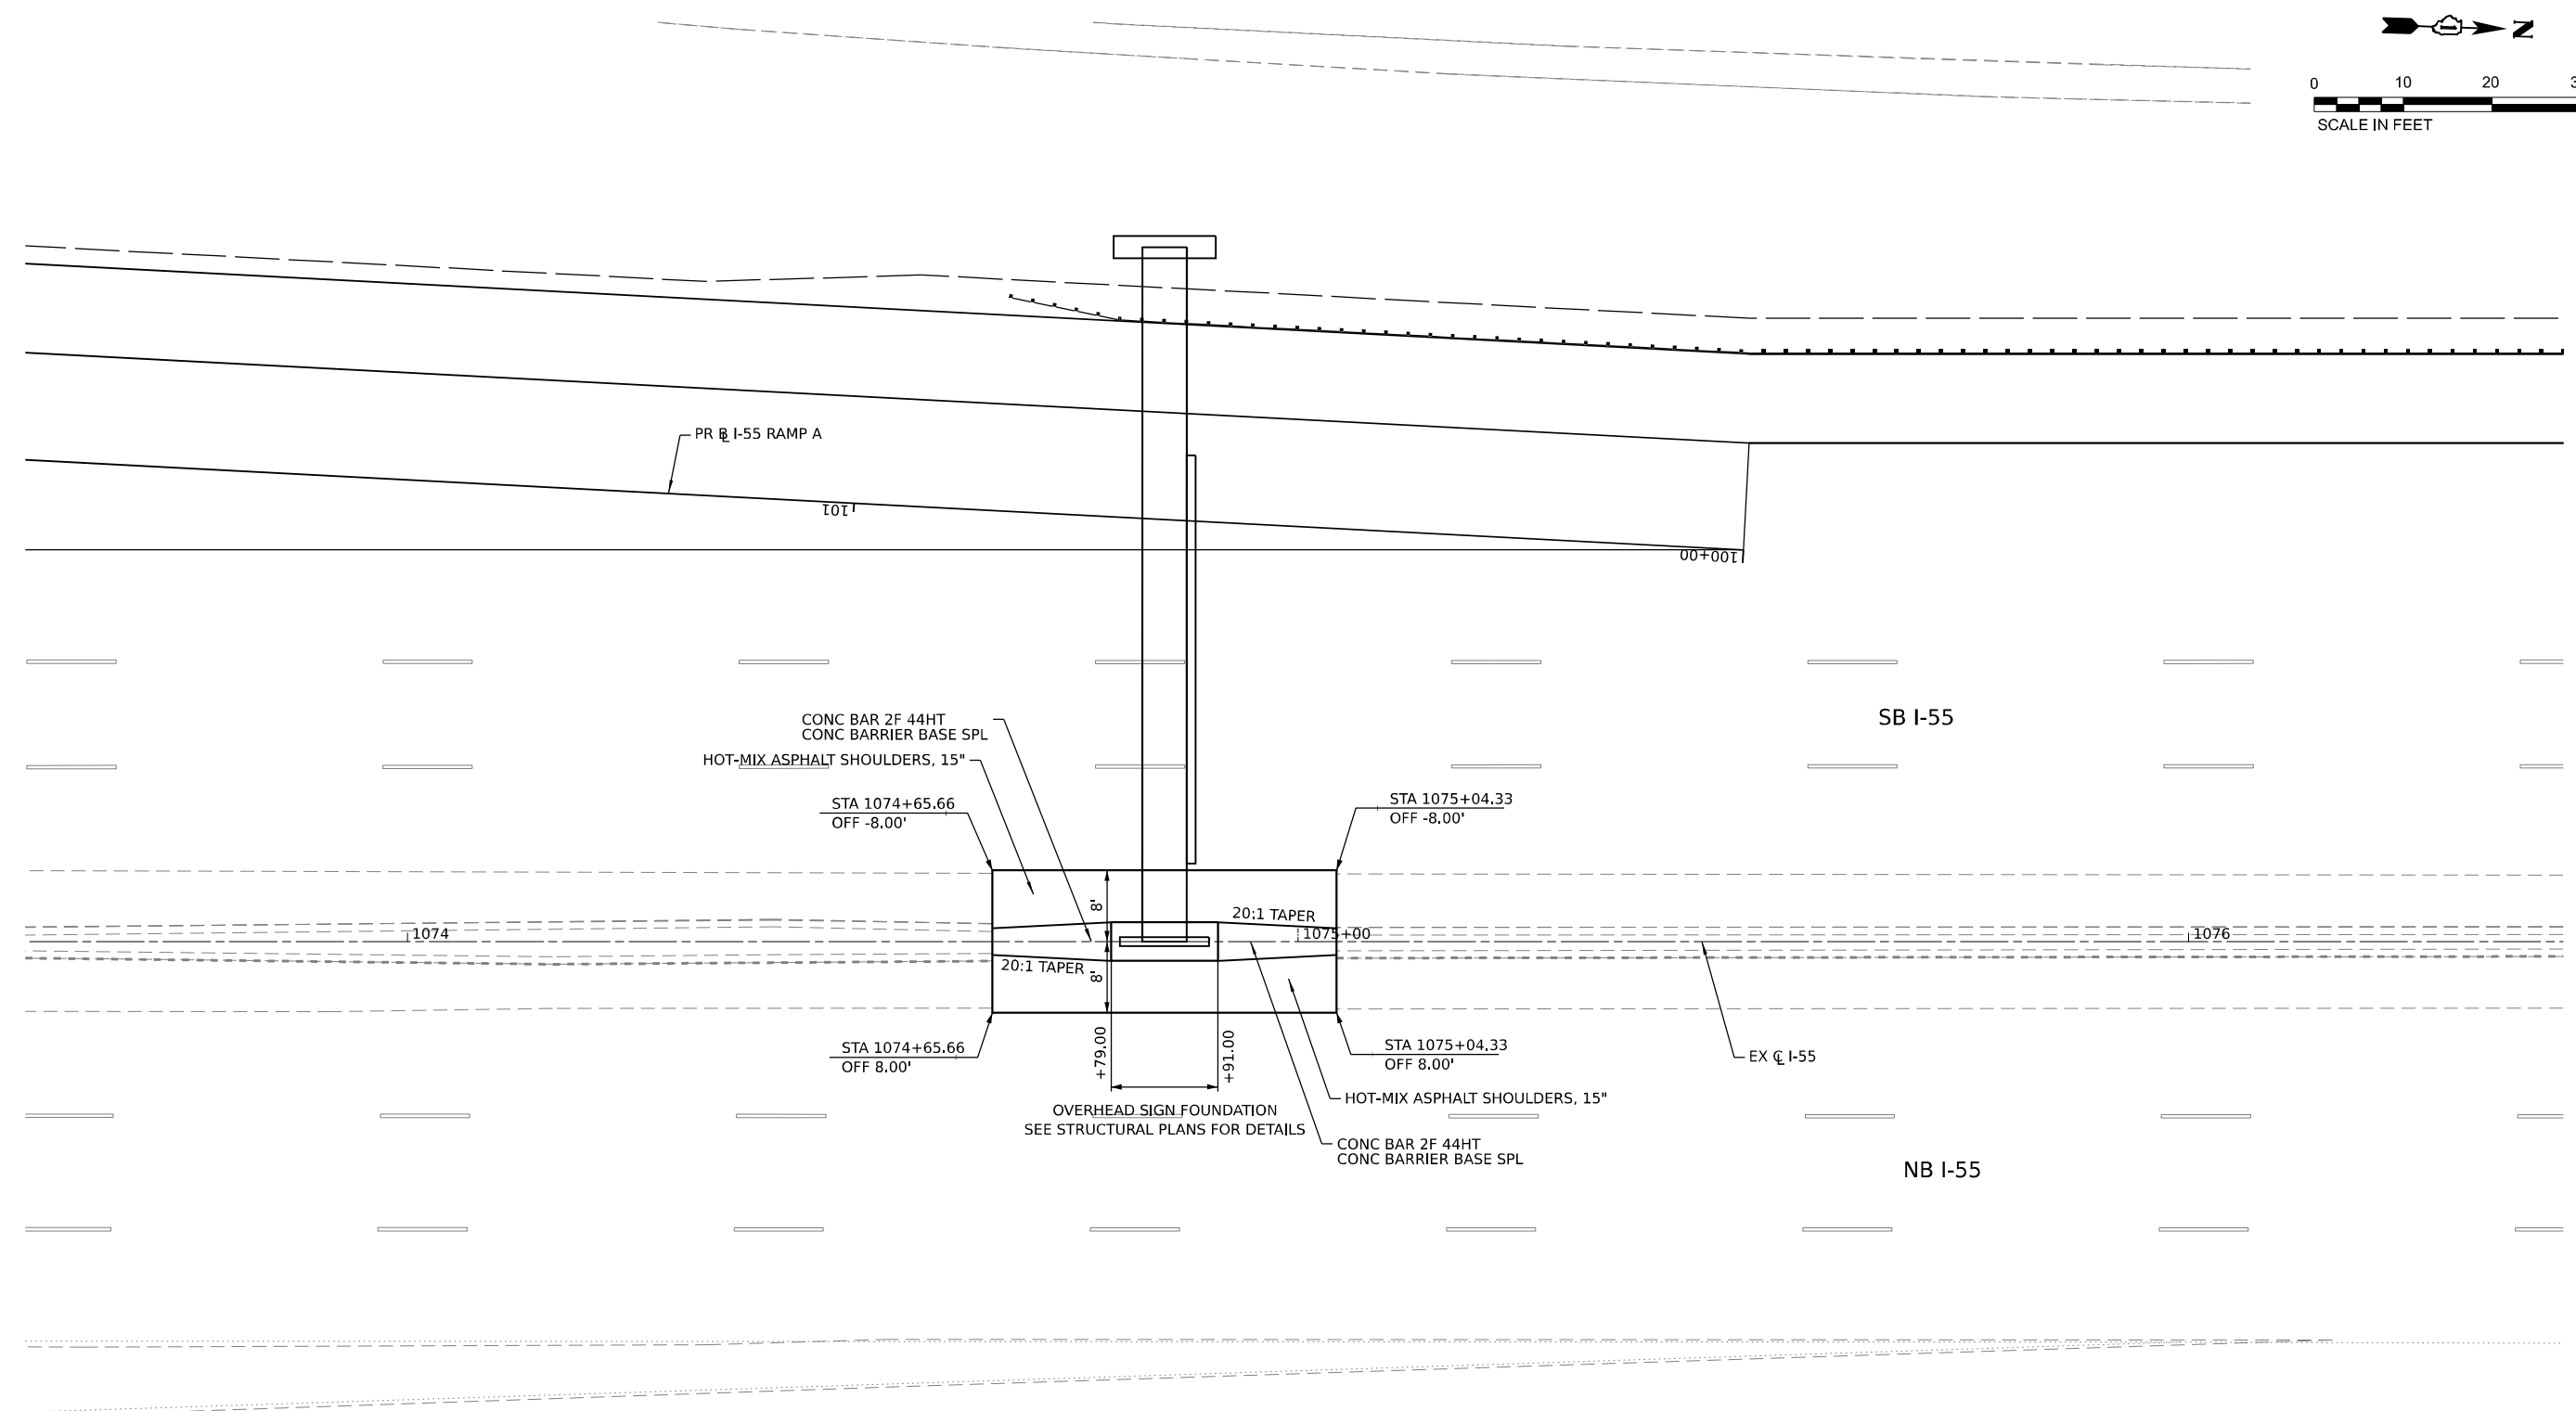 N
0 10 20
SCALE IN FEET
PR BL I-55 RAMP A
101
100+00
SB I-55
CONC BAR 2F 44HT
CONC BARRIER BASE SPL
HOT-MIX ASPHALT SHOULDERS, 15"
STA 1074+65.66
OFF -8.00'
STA 1075+04.33
OFF -8.00'
8'
20:1 TAPER
1074
1075+00
1076
20:1 TAPER
8'
STA 1074+65.66
OFF 8.00'
+79.00
+91.00
STA 1075+04.33
OFF 8.00'
EX CL I-55
HOT-MIX ASPHALT SHOULDERS, 15"
OVERHEAD SIGN FOUNDATION
SEE STRUCTURAL PLANS FOR DETAILS
CONC BAR 2F 44HT
CONC BARRIER BASE SPL
NB I-55